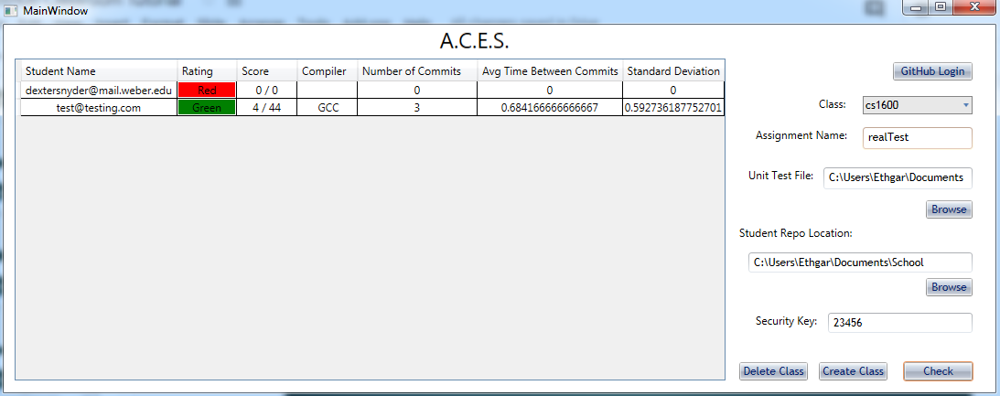 MainWindow
A.C.E.S.
Student Name Rating Score Compiler Number of Commits Avg Time Between Commits Standard Deviation
dextersnyder@mail.weber.edu Red 0 / 0 0 0 0
test@testing.com Green 4 / 44 GCC 3 0.684166666666667 0.592736187752701
GitHub Login
Class: cs1600
Assignment Name: realTest
Unit Test File: C:\Users\Ethgar\Documents
Browse
Student Repo Location:
C:\Users\Ethgar\Documents\School
Browse
Security Key: 23456
Delete Class Create Class Check